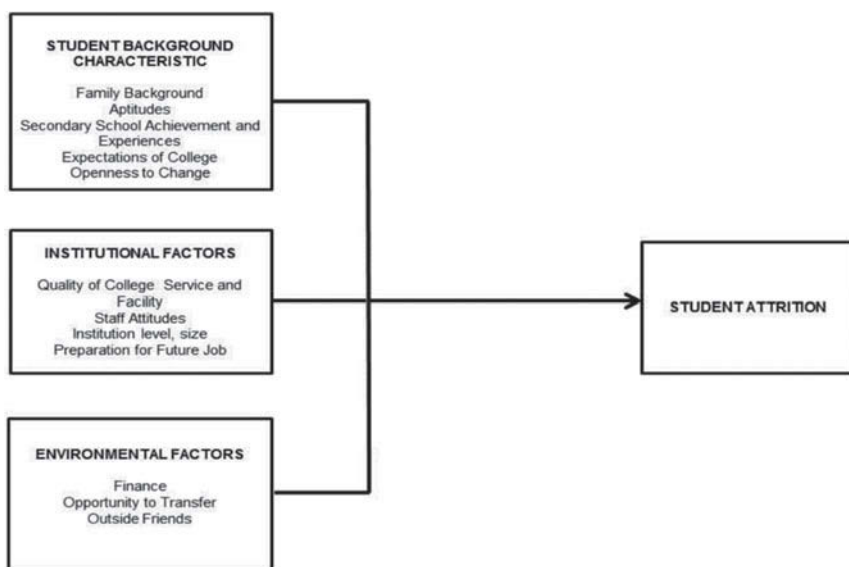 STUDENT BACKGROUND
CHARACTERISTIC
Family Background
Aptitudes
Secondary School Achievement and
Experiences
Expectations of College
Openness to Change
INSTITUTIONAL FACTORS
Quality of College Service and
Facility
Staff Attitudes
Institution level, size
Preparation for Future Job
STUDENT ATTRITION
ENVIRONMENTAL FACTORS
Finance
Opportunity to Transfer
Outside Friends